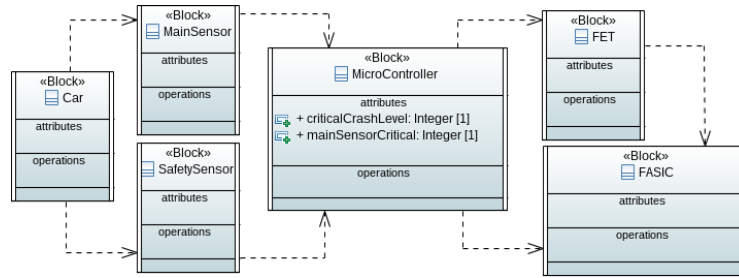 «Block»
Car
attributes
operations
«Block»
MainSensor
attributes
operations
«Block»
SafetySensor
attributes
operations
«Block»
MicroController
attributes
+ criticalCrashLevel: Integer [1]
+ mainSensorCritical: Integer [1]
operations
«Block»
FET
attributes
operations
«Block»
FASIC
attributes
operations